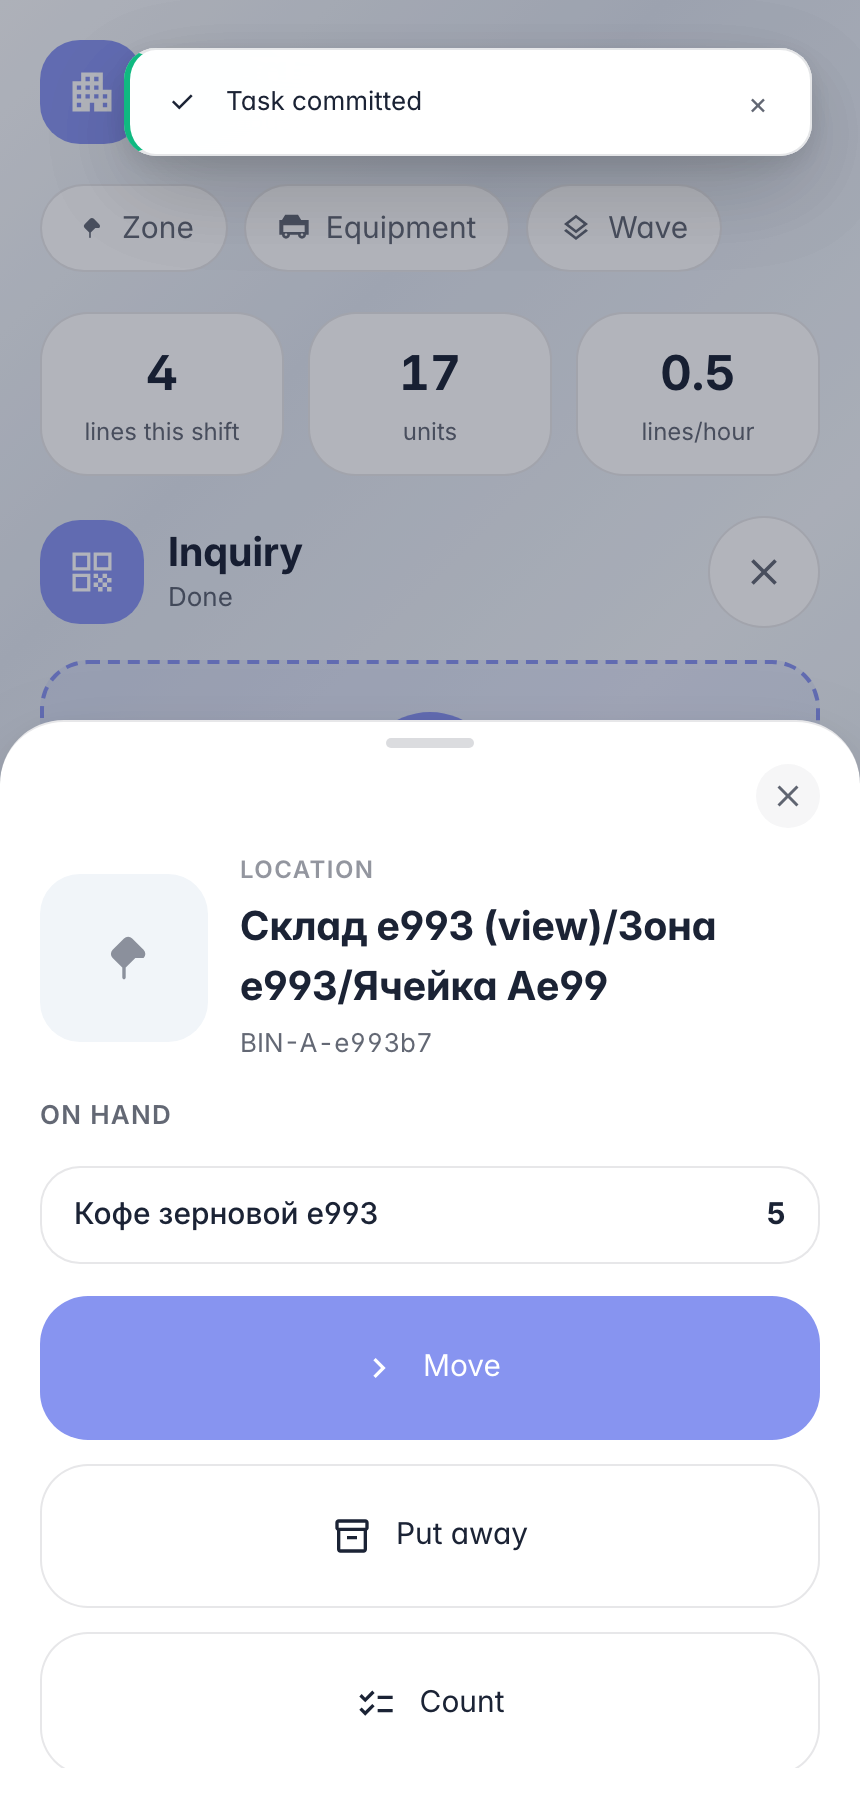 Task committed
Zone
Equipment
Wave
4
lines this shift
17
units
0.5
lines/hour
Inquiry
Done
LOCATION
Склад e993 (view)/Зона
e993/Ячейка Ae99
BIN-A-e993b7
ON HAND
Кофе зерновой e993
5
Move
Put away
Count